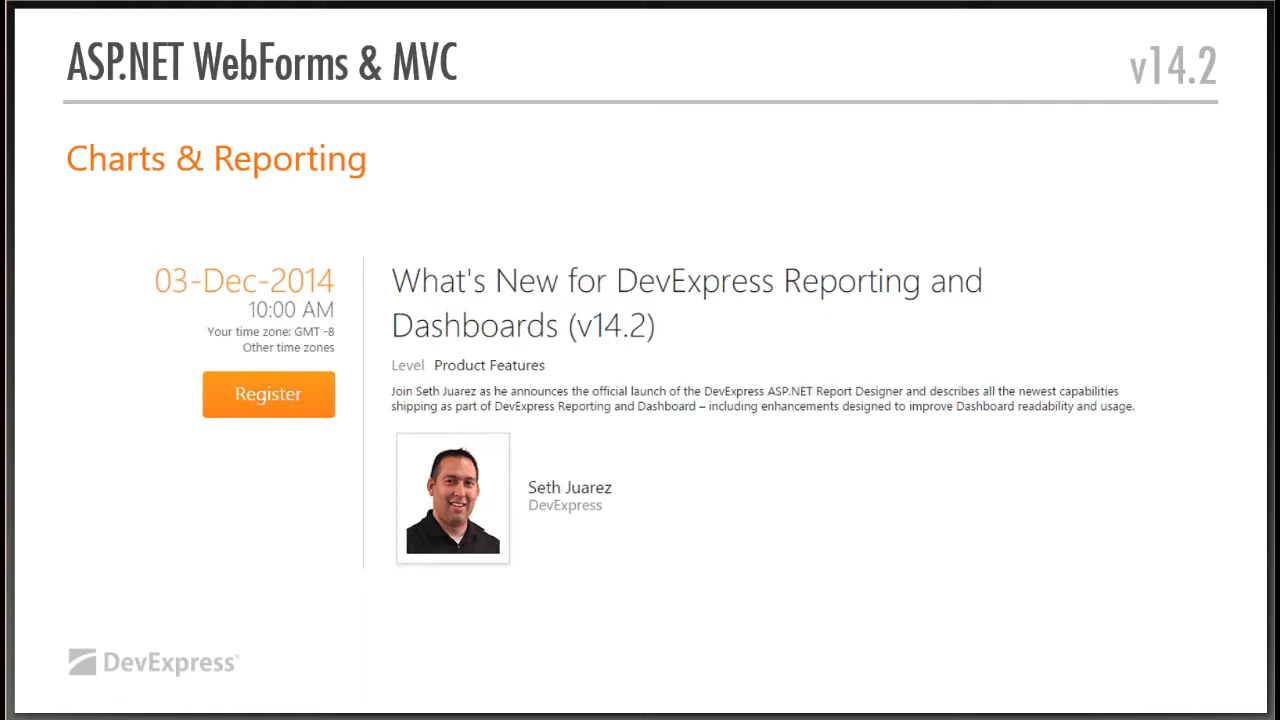 ASP.NET WebForms & MVC
v14.2
Charts & Reporting
03-Dec-2014
10:00 AM
Your time zone: GMT -8
Other time zones
Register
What's New for DevExpress Reporting and
Dashboards (v14.2)
Level Product Features
Join Seth Juarez as he announces the official launch of the DevExpress ASP.NET Report Designer and describes all the newest capabilities
shipping as part of DevExpress Reporting and Dashboard – including enhancements designed to improve Dashboard readability and usage.
Seth Juarez
DevExpress
DevExpress